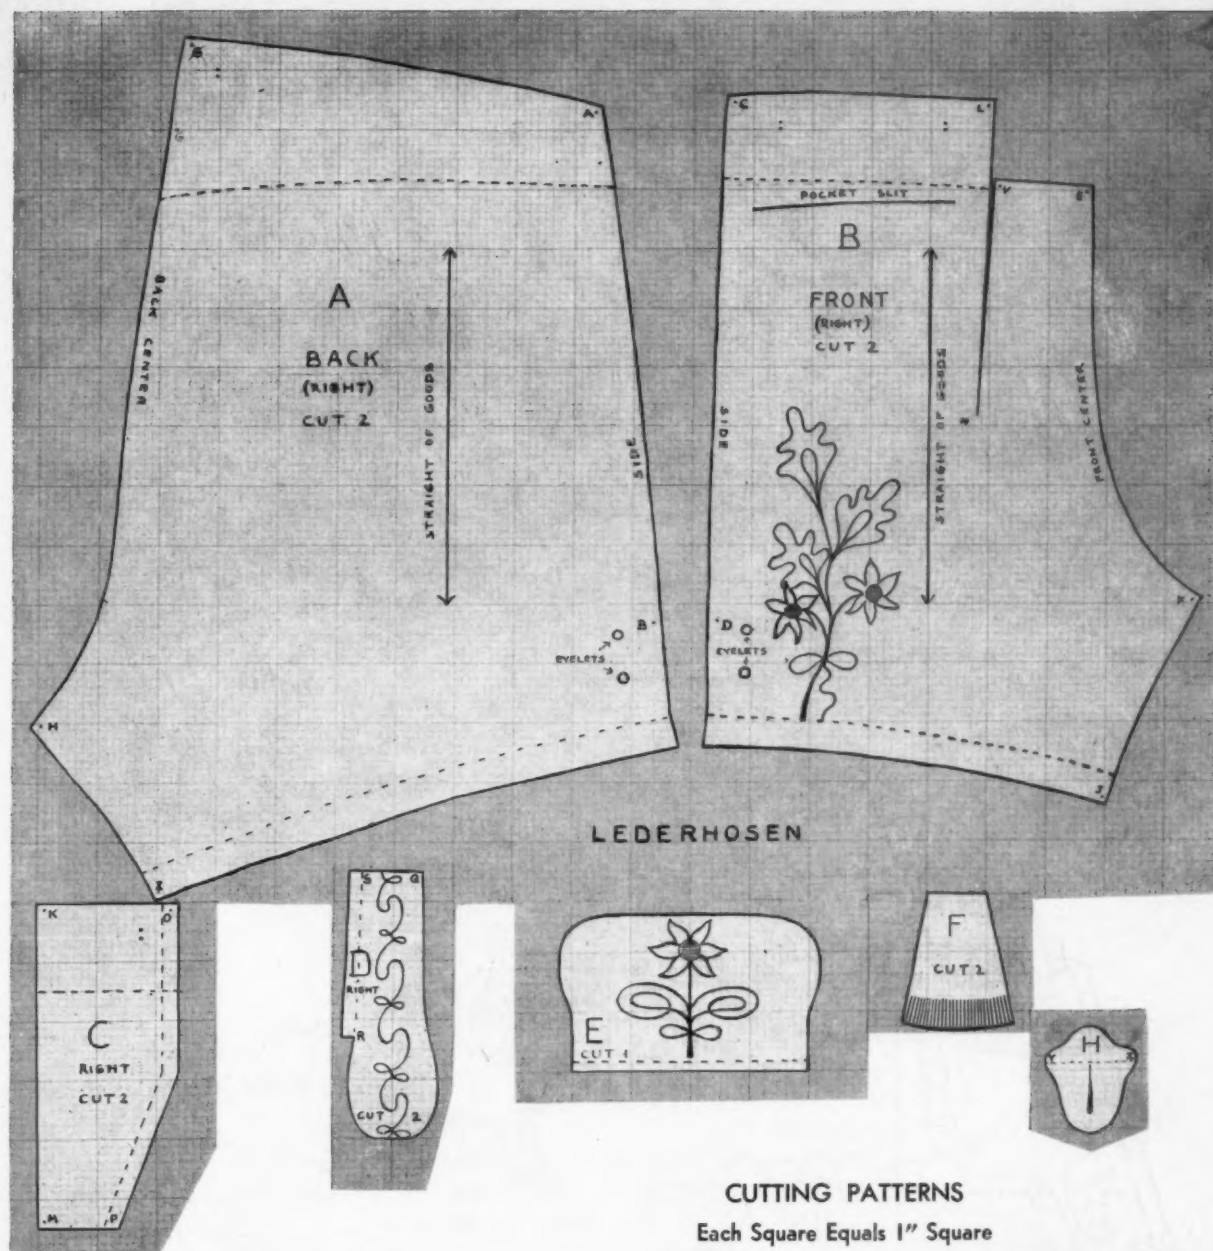 A
BACK
(RIGHT)
CUT 2
BACK CENTER
STRAIGHT OF GOODS
SIDE
A
B
H
EYELETS
C
L
POCKET SLIT
V
E
B
FRONT
(RIGHT)
CUT 2
SIDE
STRAIGHT OF GOODS
FRONT CENTER
D
EYELETS
LEDERHOSEN
K
O
C
RIGHT
CUT 2
M
P
S
Q
D
RIGHT
R
CUT 2
E
CUT 1
F
CUT 2
H
Y
X
CUTTING PATTERNS
Each Square Equals 1" Square